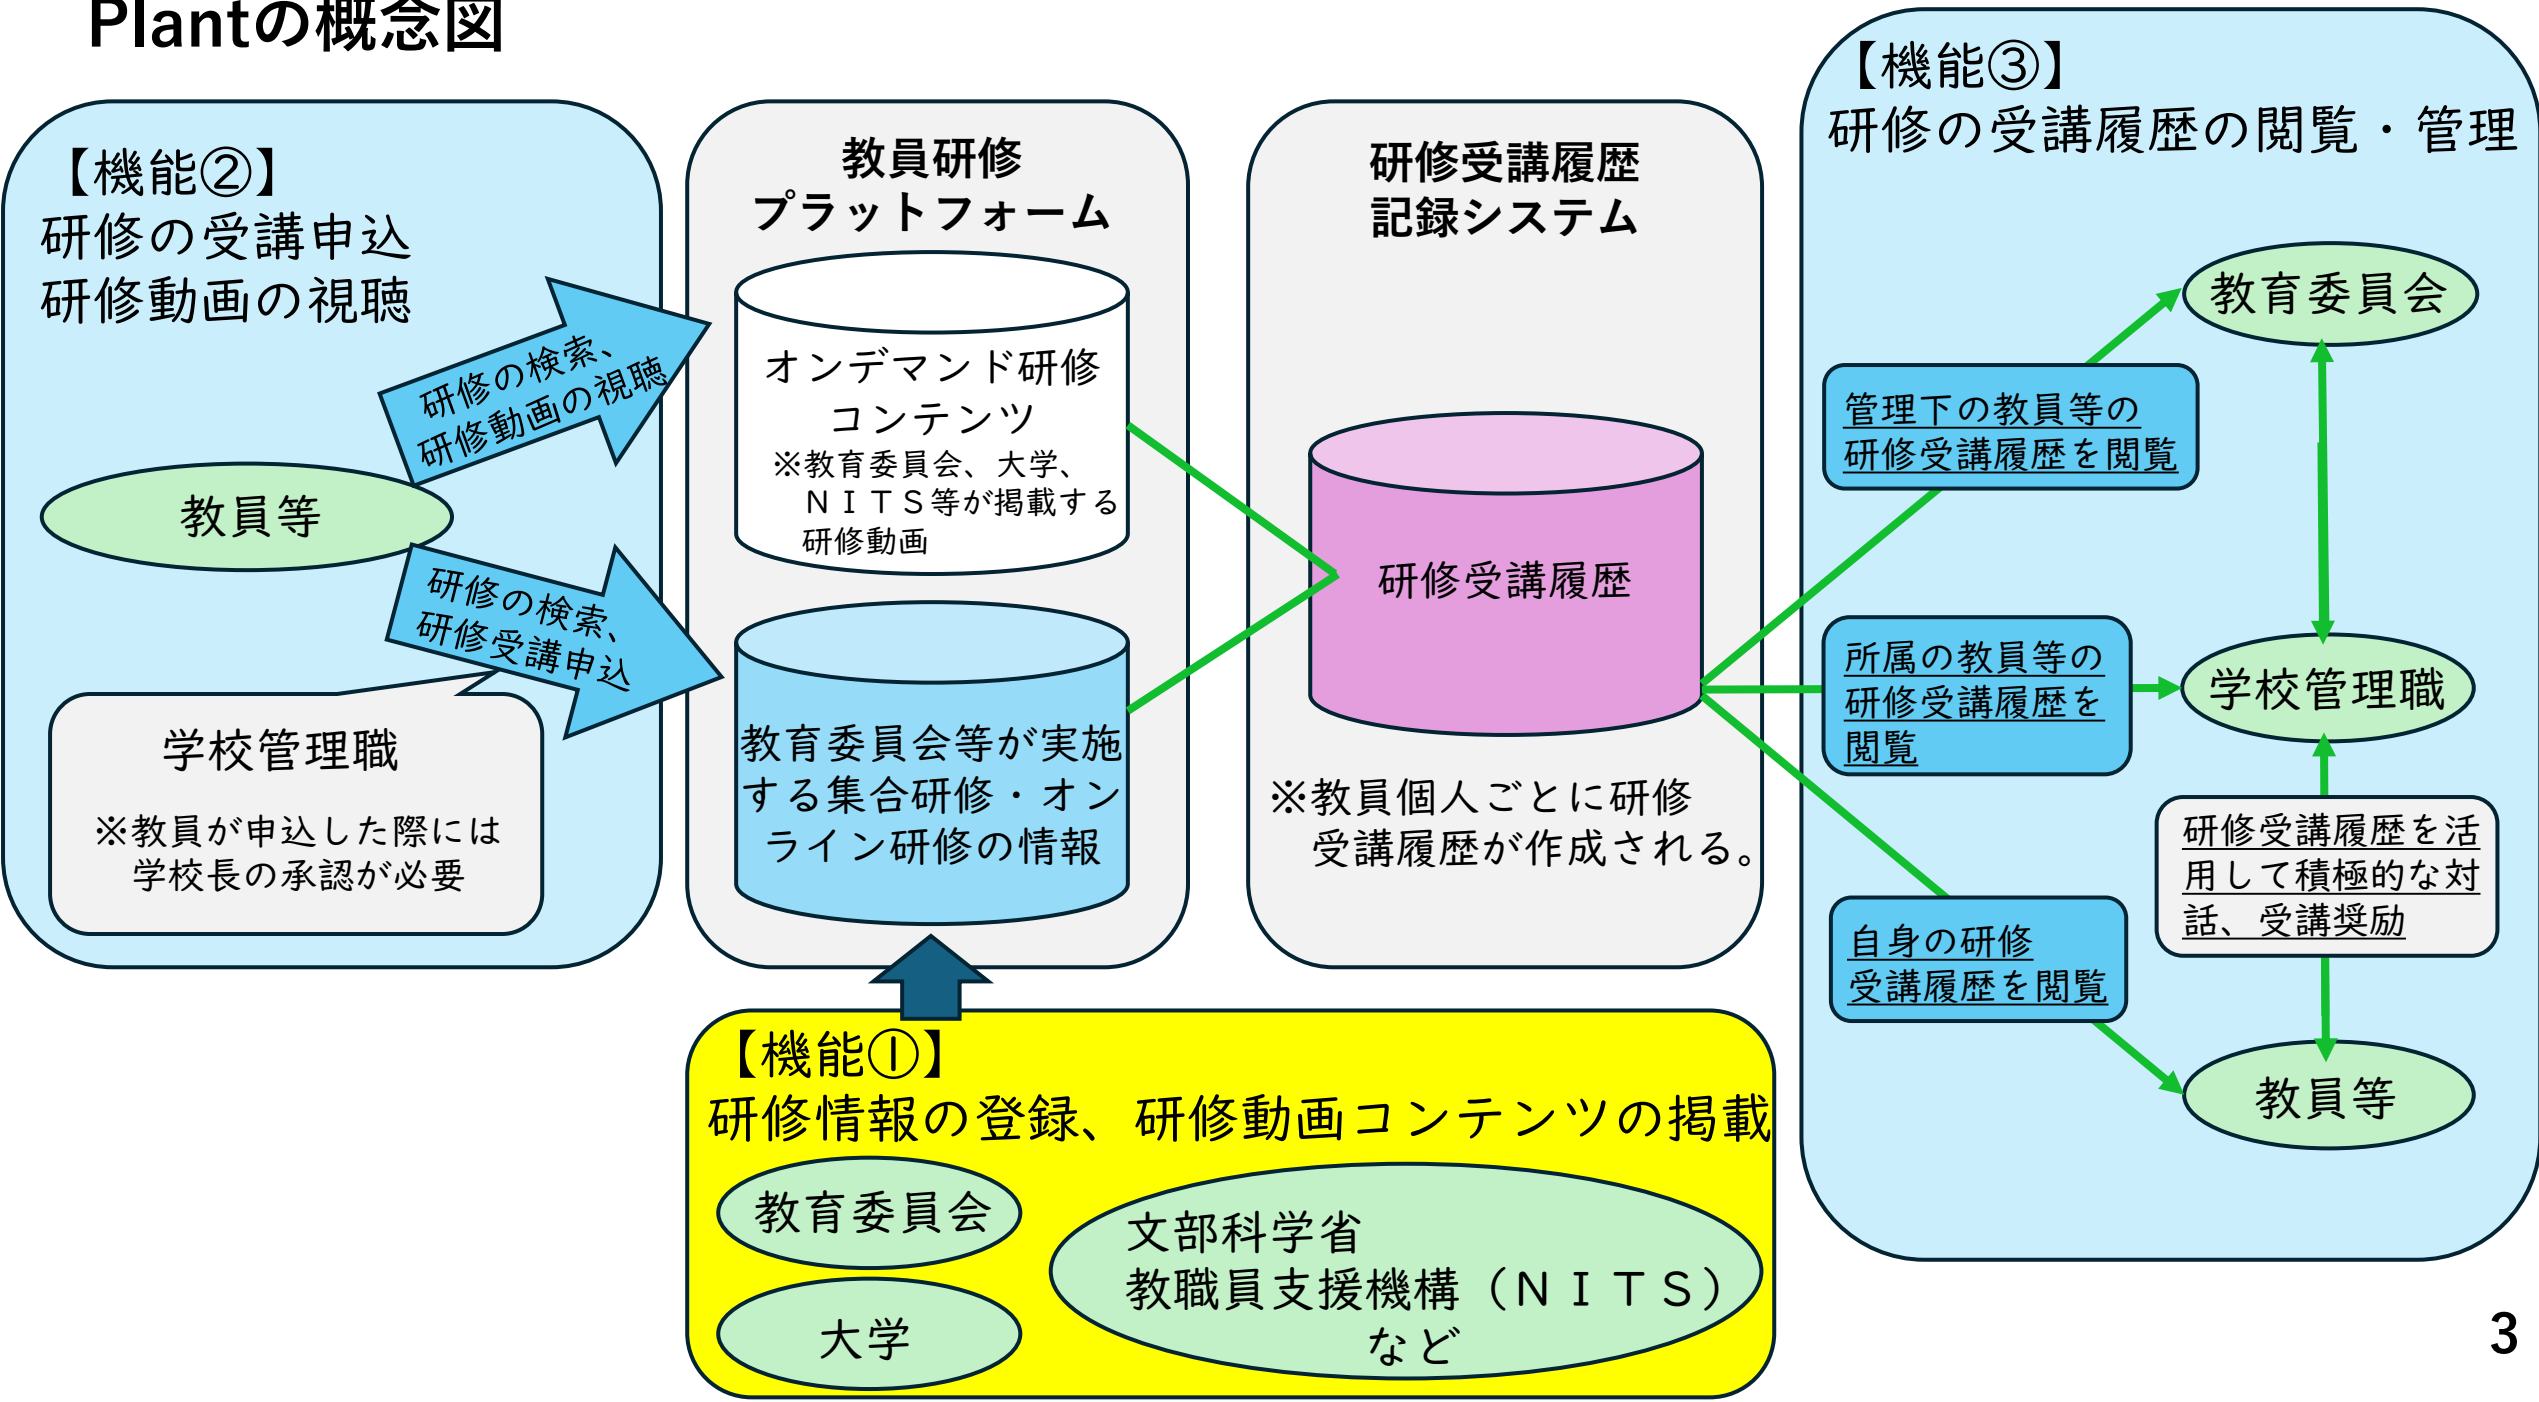 Plantの概念図
【機能②】
研修の受講申込
研修動画の視聴
研修の検索、
研修動画の視聴
教員等
研修の検索、
研修受講申込
学校管理職
※教員が申込した際には
学校長の承認が必要
教員研修
プラットフォーム
オンデマンド研修
コンテンツ
※教育委員会、大学、
ＮＩＴＳ等が掲載する
研修動画
教育委員会等が実施
する集合研修・オン
ライン研修の情報
研修受講履歴
記録システム
研修受講履歴
※教員個人ごとに研修
受講履歴が作成される。
【機能①】
研修情報の登録、研修動画コンテンツの掲載
教育委員会
大学
文部科学省
教職員支援機構（ＮＩＴＳ）
など
【機能③】
研修の受講履歴の閲覧・管理
教育委員会
管理下の教員等の
研修受講履歴を閲覧
所属の教員等の
研修受講履歴を
閲覧
学校管理職
研修受講履歴を活
用して積極的な対
話、受講奨励
自身の研修
受講履歴を閲覧
教員等
3